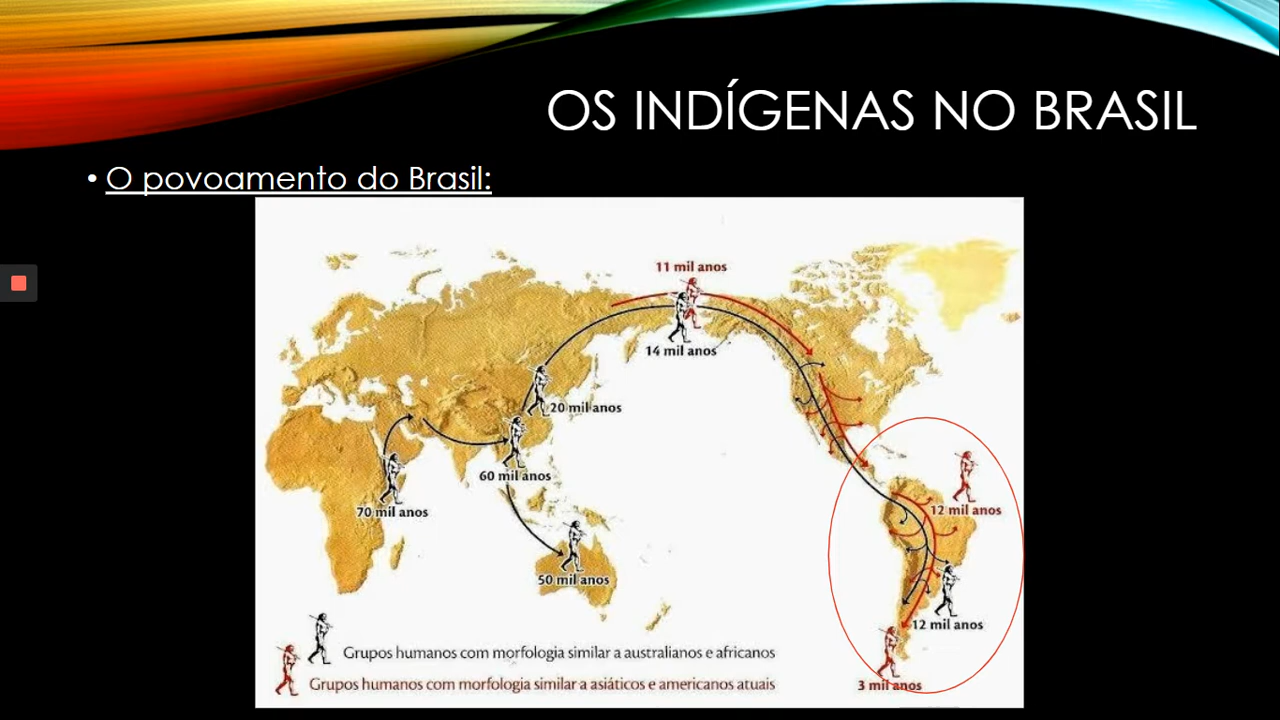 OS INDÍGENAS NO BRASIL
• O povoamento do Brasil:
11 mil anos
14 mil anos
20 mil anos
60 mil anos
70 mil anos
12 mil anos
50 mil anos
12 mil anos
Grupos humanos com morfologia similar a australianos e africanos
Grupos humanos com morfologia similar a asiáticos e americanos atuais
3 mil anos